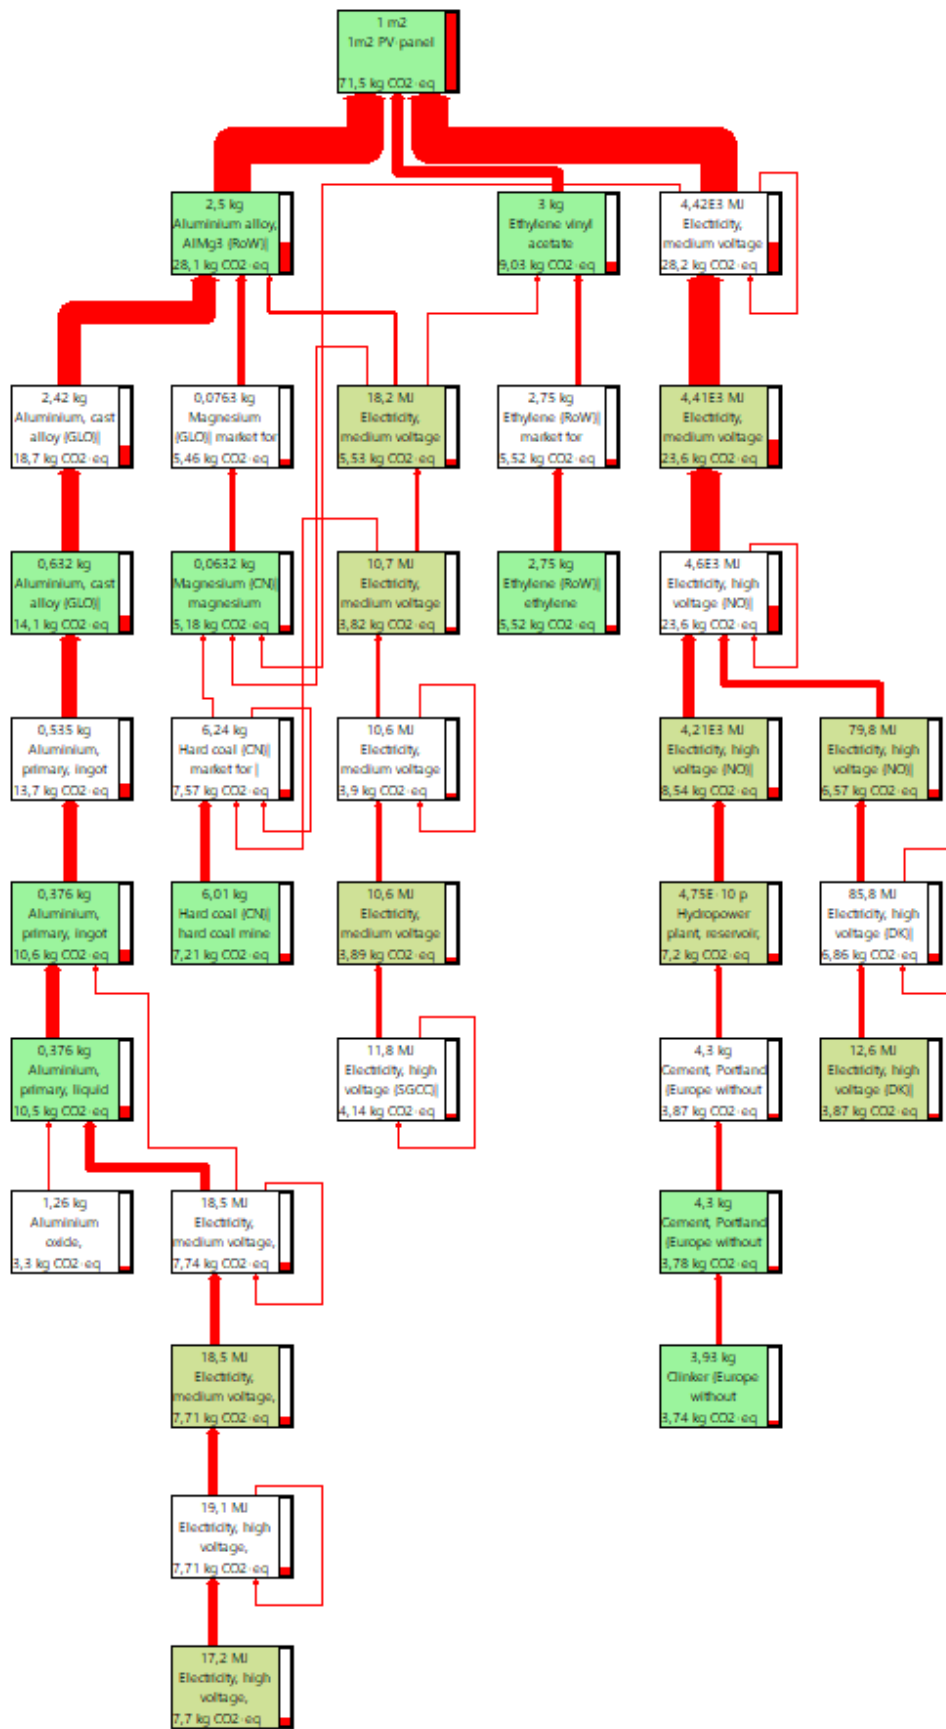 1 m2
1m2 PV-panel
71,5 kg CO2-eq
2,5 kg
Aluminium alloy,
AlMg3 {RoW}|
28,1 kg CO2-eq
3 kg
Ethylene vinyl
acetate
9,03 kg CO2-eq
4,42E3 MJ
Electricity,
medium voltage
28,2 kg CO2-eq
2,42 kg
Aluminium, cast
alloy {GLO}|
18,7 kg CO2-eq
0,0763 kg
Magnesium
{GLO}| market for
5,46 kg CO2-eq
18,2 MJ
Electricity,
medium voltage
5,53 kg CO2-eq
2,75 kg
Ethylene {RoW}|
market for
5,52 kg CO2-eq
4,41E3 MJ
Electricity,
medium voltage
23,6 kg CO2-eq
0,632 kg
Aluminium, cast
alloy {GLO}|
14,1 kg CO2-eq
0,0632 kg
Magnesium {CN}|
magnesium
5,18 kg CO2-eq
10,7 MJ
Electricity,
medium voltage
3,82 kg CO2-eq
2,75 kg
Ethylene {RoW}|
ethylene
5,52 kg CO2-eq
4,6E3 MJ
Electricity, high
voltage {NO}|
23,6 kg CO2-eq
0,535 kg
Aluminium,
primary, ingot
13,7 kg CO2-eq
6,24 kg
Hard coal {CN}|
market for |
7,57 kg CO2-eq
10,6 MJ
Electricity,
medium voltage
3,9 kg CO2-eq
4,21E3 MJ
Electricity, high
voltage {NO}|
8,54 kg CO2-eq
79,8 MJ
Electricity, high
voltage {NO}|
6,57 kg CO2-eq
0,376 kg
Aluminium,
primary, ingot
10,6 kg CO2-eq
6,01 kg
Hard coal {CN}|
hard coal mine
7,21 kg CO2-eq
10,6 MJ
Electricity,
medium voltage
3,89 kg CO2-eq
4,75E-10 p
Hydropower
plant, reservoir,
7,2 kg CO2-eq
85,8 MJ
Electricity, high
voltage {DK}|
6,86 kg CO2-eq
0,376 kg
Aluminium,
primary, liquid
10,5 kg CO2-eq
11,8 MJ
Electricity, high
voltage {SGCC}|
4,14 kg CO2-eq
4,3 kg
Cement, Portland
{Europe without
3,87 kg CO2-eq
12,6 MJ
Electricity, high
voltage {DK}|
3,87 kg CO2-eq
1,26 kg
Aluminium
oxide,
3,3 kg CO2-eq
18,5 MJ
Electricity,
medium voltage,
7,74 kg CO2-eq
4,3 kg
Cement, Portland
{Europe without
3,78 kg CO2-eq
18,5 MJ
Electricity,
medium voltage,
7,71 kg CO2-eq
3,93 kg
Clinker {Europe
without
3,74 kg CO2-eq
19,1 MJ
Electricity, high
voltage,
7,71 kg CO2-eq
17,2 MJ
Electricity, high
voltage,
7,7 kg CO2-eq